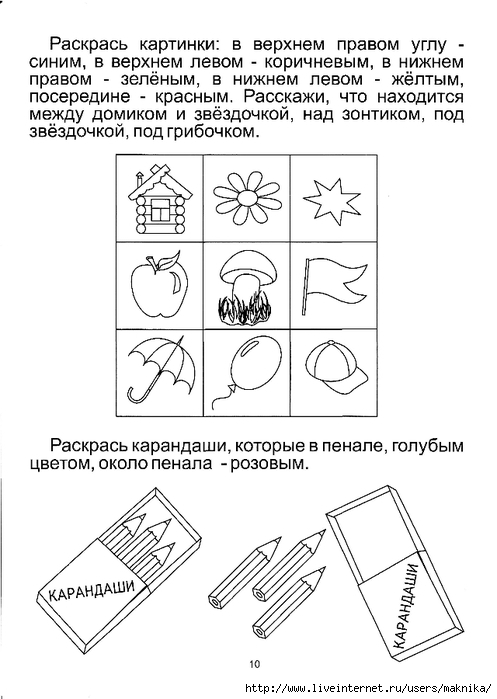 Раскрась картинки: в верхнем правом углу -
синим, в верхнем левом - коричневым, в нижнем
правом - зелёным, в нижнем левом - жёлтым,
посередине - красным. Расскажи, что находится
между домиком и звёздочкой, над зонтиком, под
звёздочкой, под грибочком.
Раскрась карандаши, которые в пенале, голубым
цветом, около пенала - розовым.
КАРАНДАШИ
КАРАНДАШИ
10
http://www.liveinternet.ru/users/maknika/